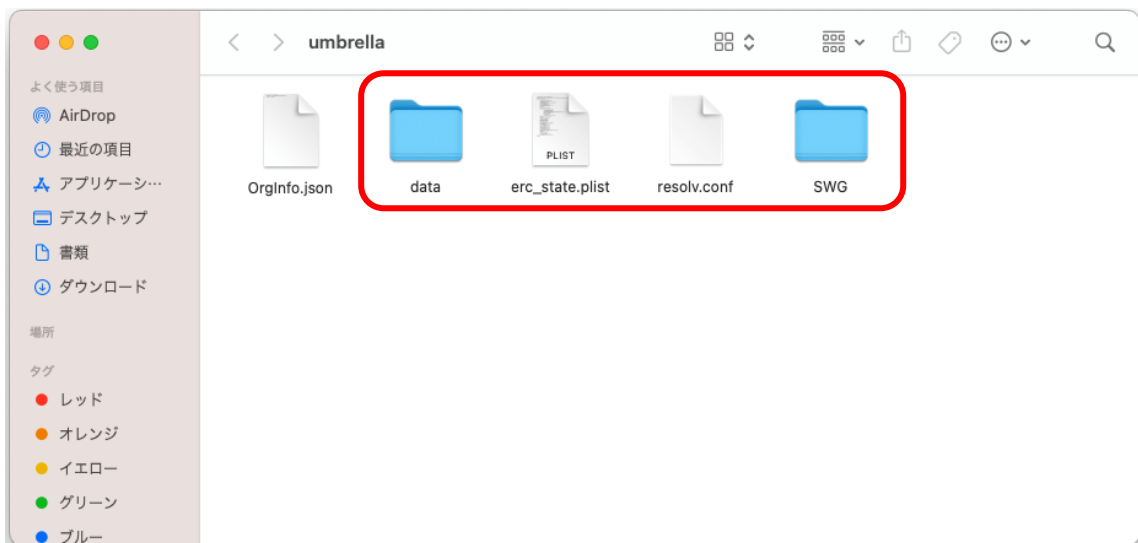 umbrella
よく使う項目
AirDrop
最近の項目
アプリケーシ…
デスクトップ
書類
ダウンロード
場所
タグ
レッド
オレンジ
イエロー
グリーン
ブルー
OrgInfo.json
data
PLIST
erc_state.plist
resolv.conf
SWG